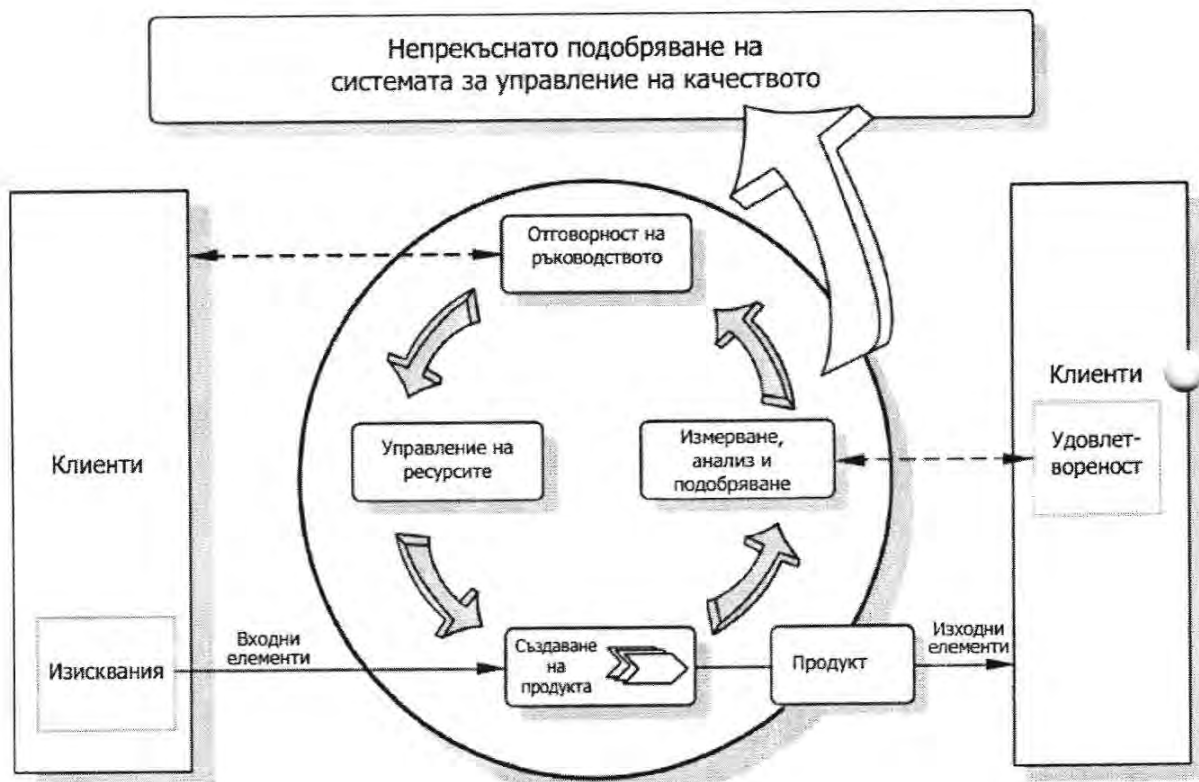 Непрекъснато подобряване на
системата за управление на качеството
Отговорност на
ръководството
Клиенти
Управление на
ресурсите
Измерване,
анализ и
подобряване
Клиенти
Удовлет-
вореност
Изисквания
Входни
елементи
Създаване
на
продукта
Продукт
Изходни
елементи